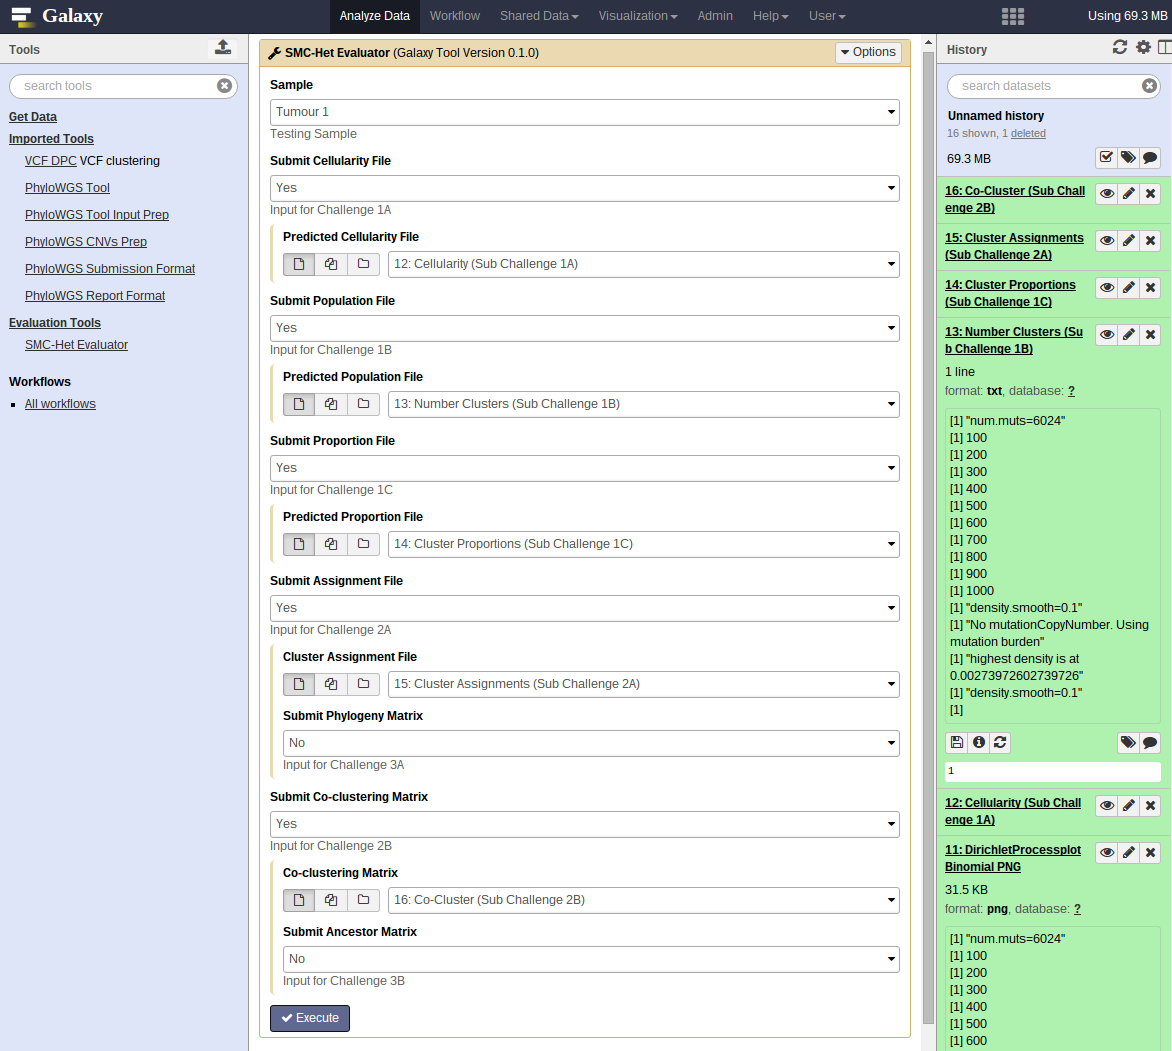 Galaxy
Analyze Data Workflow Shared Data Visualization Admin Help User
Using 69.3 MB
Tools
search tools
Get Data
Imported Tools
VCF DPC VCF clustering
PhyloWGS Tool
PhyloWGS Tool Input Prep
PhyloWGS CNVs Prep
PhyloWGS Submission Format
PhyloWGS Report Format
Evaluation Tools
SMC-Het Evaluator
Workflows
All workflows
SMC-Het Evaluator (Galaxy Tool Version 0.1.0)
Options
Sample
Tumour 1
Testing Sample
Submit Cellularity File
Yes
Input for Challenge 1A
Predicted Cellularity File
12: Cellularity (Sub Challenge 1A)
Submit Population File
Yes
Input for Challenge 1B
Predicted Population File
13: Number Clusters (Sub Challenge 1B)
Submit Proportion File
Yes
Input for Challenge 1C
Predicted Proportion File
14: Cluster Proportions (Sub Challenge 1C)
Submit Assignment File
Yes
Input for Challenge 2A
Cluster Assignment File
15: Cluster Assignments (Sub Challenge 2A)
Submit Phylogeny Matrix
No
Input for Challenge 3A
Submit Co-clustering Matrix
Yes
Input for Challenge 2B
Co-clustering Matrix
16: Co-Cluster (Sub Challenge 2B)
Submit Ancestor Matrix
No
Input for Challenge 3B
Execute
History
search datasets
Unnamed history
16 shown, 1 deleted
69.3 MB
16: Co-Cluster (Sub Chall
enge 2B)
15: Cluster Assignments
(Sub Challenge 2A)
14: Cluster Proportions
(Sub Challenge 1C)
13: Number Clusters (Su
b Challenge 1B)
1 line
format: txt, database: ?
[1] "num.muts=6024"
[1] 100
[1] 200
[1] 300
[1] 400
[1] 500
[1] 600
[1] 700
[1] 800
[1] 900
[1] 1000
[1] "density.smooth=0.1"
[1] "No mutationCopyNumber. Using
mutation burden"
[1] "highest density is at
0.00273972602739726"
[1] "density.smooth=0.1"
[1]
1
12: Cellularity (Sub Chall
enge 1A)
11: DirichletProcessplot
Binomial PNG
31.5 KB
format: png, database: ?
[1] "num.muts=6024"
[1] 100
[1] 200
[1] 300
[1] 400
[1] 500
[1] 600